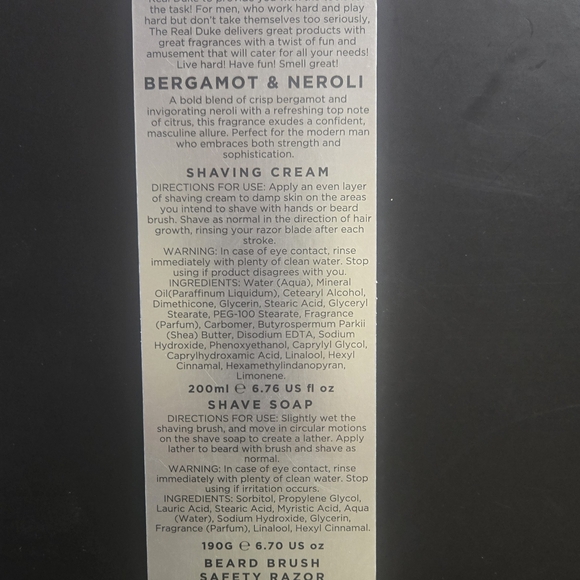 Real Duke to provide you
the task! For men, who work hard and play
hard but don't take themselves too seriously,
The Real Duke delivers great products with
great fragrances with a twist of fun and
amusement that will cater for all your needs!
Live hard! Have fun! Smell great!
BERGAMOT & NEROLI
A bold blend of crisp bergamot and
invigorating neroli with a refreshing top note
of citrus, this fragrance exudes a confident,
masculine allure. Perfect for the modern man
who embraces both strength and
sophistication.
SHAVING CREAM
DIRECTIONS FOR USE: Apply an even layer
of shaving cream to damp skin on the areas
you intend to shave with hands or beard
brush. Shave as normal in the direction of hair
growth, rinsing your razor blade after each
stroke.
WARNING: In case of eye contact, rinse
immediately with plenty of clean water. Stop
using if product disagrees with you.
INGREDIENTS: Water (Aqua), Mineral
Oil(Paraffinum Liquidum), Cetearyl Alcohol,
Dimethicone, Glycerin, Stearic Acid, Glyceryl
Stearate, PEG-100 Stearate, Fragrance
(Parfum), Carbomer, Butyrospermum Parkii
(Shea) Butter, Disodium EDTA, Sodium
Hydroxide, Phenoxyethanol, Caprylyl Glycol,
Caprylhydroxamic Acid, Linalool, Hexyl
Cinnamal, Hexamethylindanopyran,
Limonene.
200ml ℮ 6.76 US fl oz
SHAVE SOAP
DIRECTIONS FOR USE: Slightly wet the
shaving brush, and move in circular motions
on the shave soap to create a lather. Apply
lather to beard with brush and shave as
normal.
WARNING: In case of eye contact, rinse
immediately with plenty of clean water. Stop
using if irritation occurs.
INGREDIENTS: Sorbitol, Propylene Glycol,
Lauric Acid, Stearic Acid, Myristic Acid, Aqua
(Water), Sodium Hydroxide, Glycerin,
Fragrance (Parfum), Linalool, Hexyl Cinnamal.
190G ℮ 6.70 US oz
BEARD BRUSH
SAFETY RAZOR